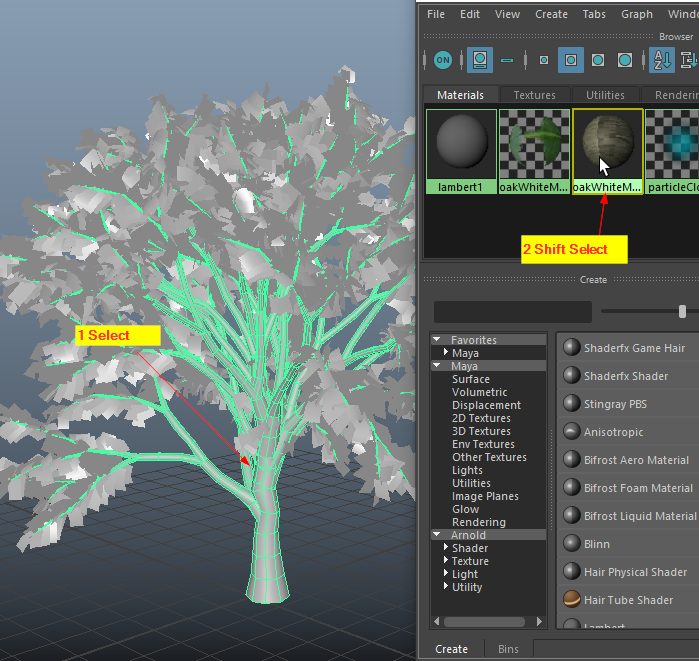 File Edit View Create Tabs Graph
Browser
ON
A
Z
Materials Textures Utilities
lambert1 oakWhiteM... oakWhiteM...
2 Shift Select
Create
1 Select
Favorites
Maya
Maya
Surface
Volumetric
Displacement
2D Textures
3D Textures
Env Textures
Other Textures
Lights
Utilities
Image Planes
Glow
Rendering
Arnold
Shader
Texture
Light
Utility
Shaderfx Game Hair
Shaderfx Shader
Stingray PBS
Anisotropic
Bifrost Aero Material
Bifrost Foam Material
Bifrost Liquid Material
Blinn
Hair Physical Shader
Hair Tube Shader
Lambert
Create Bins